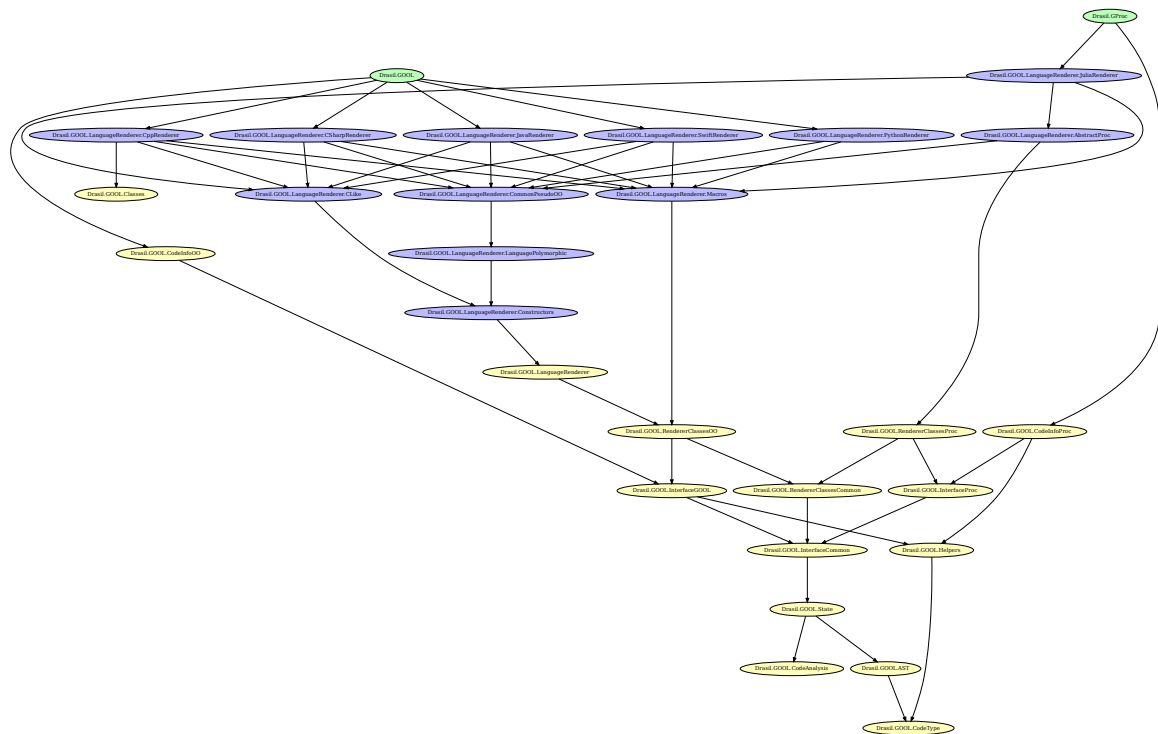 Drasil.GProc
Drasil.GOOL
Drasil.GOOL.LanguageRenderer.JuliaRenderer
Drasil.GOOL.LanguageRenderer.CppRenderer
Drasil.GOOL.LanguageRenderer.CSharpRenderer
Drasil.GOOL.LanguageRenderer.JavaRenderer
Drasil.GOOL.LanguageRenderer.SwiftRenderer
Drasil.GOOL.LanguageRenderer.PythonRenderer
Drasil.GOOL.LanguageRenderer.AbstractProc
Drasil.GOOL.Classes
Drasil.GOOL.LanguageRenderer.CLike
Drasil.GOOL.LanguageRenderer.CommonPseudoOO
Drasil.GOOL.LanguageRenderer.Macros
Drasil.GOOL.CodeInfoOO
Drasil.GOOL.LanguageRenderer.LanguagePolymorphic
Drasil.GOOL.LanguageRenderer.Constructors
Drasil.GOOL.LanguageRenderer
Drasil.GOOL.RendererClassesOO
Drasil.GOOL.RendererClassesProc
Drasil.GOOL.CodeInfoProc
Drasil.GOOL.InterfaceGOOL
Drasil.GOOL.RendererClassesCommon
Drasil.GOOL.InterfaceProc
Drasil.GOOL.InterfaceCommon
Drasil.GOOL.Helpers
Drasil.GOOL.State
Drasil.GOOL.CodeAnalysis
Drasil.GOOL.AST
Drasil.GOOL.CodeType